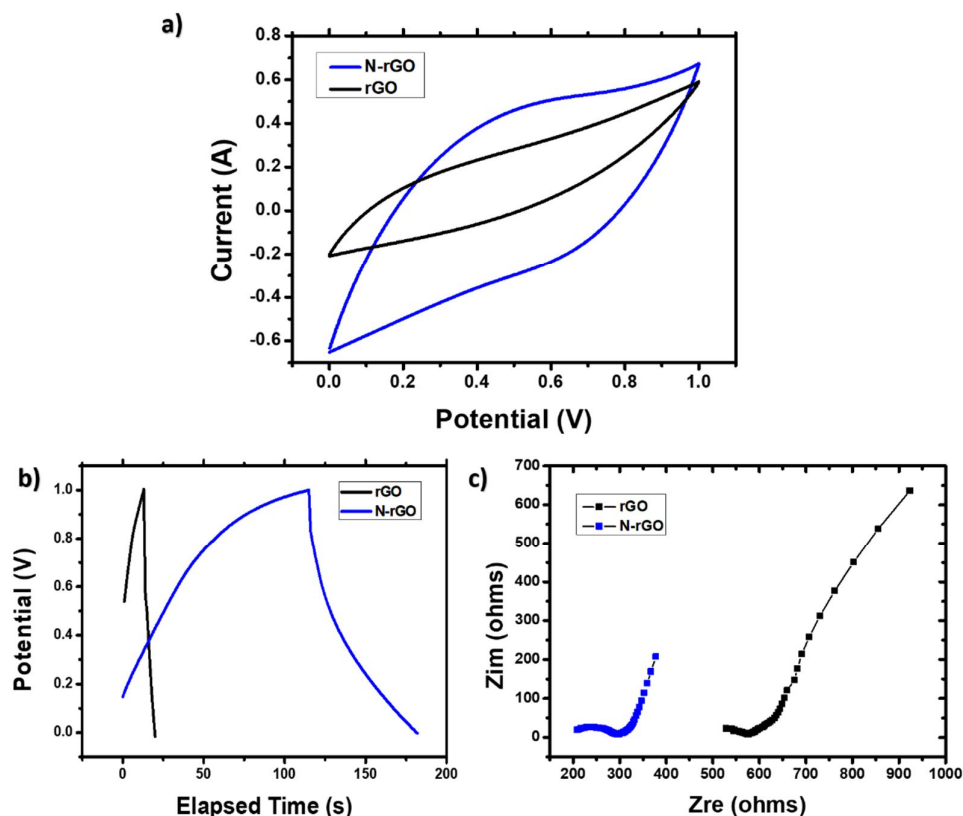 a)
N-rGO
rGO
0.8
0.6
0.4
0.2
0.0
-0.2
-0.4
-0.6
Current (A)
0.0 0.2 0.4 0.6 0.8 1.0
Potential (V)
b)
rGO
N-rGO
1.0
0.8
0.6
0.4
0.2
0.0
Potential (V)
0 50 100 150 200
Elapsed Time (s)
c)
rGO
N-rGO
700
600
500
400
300
200
100
0
Zim (ohms)
200 300 400 500 600 700 800 900 1000
Zre (ohms)